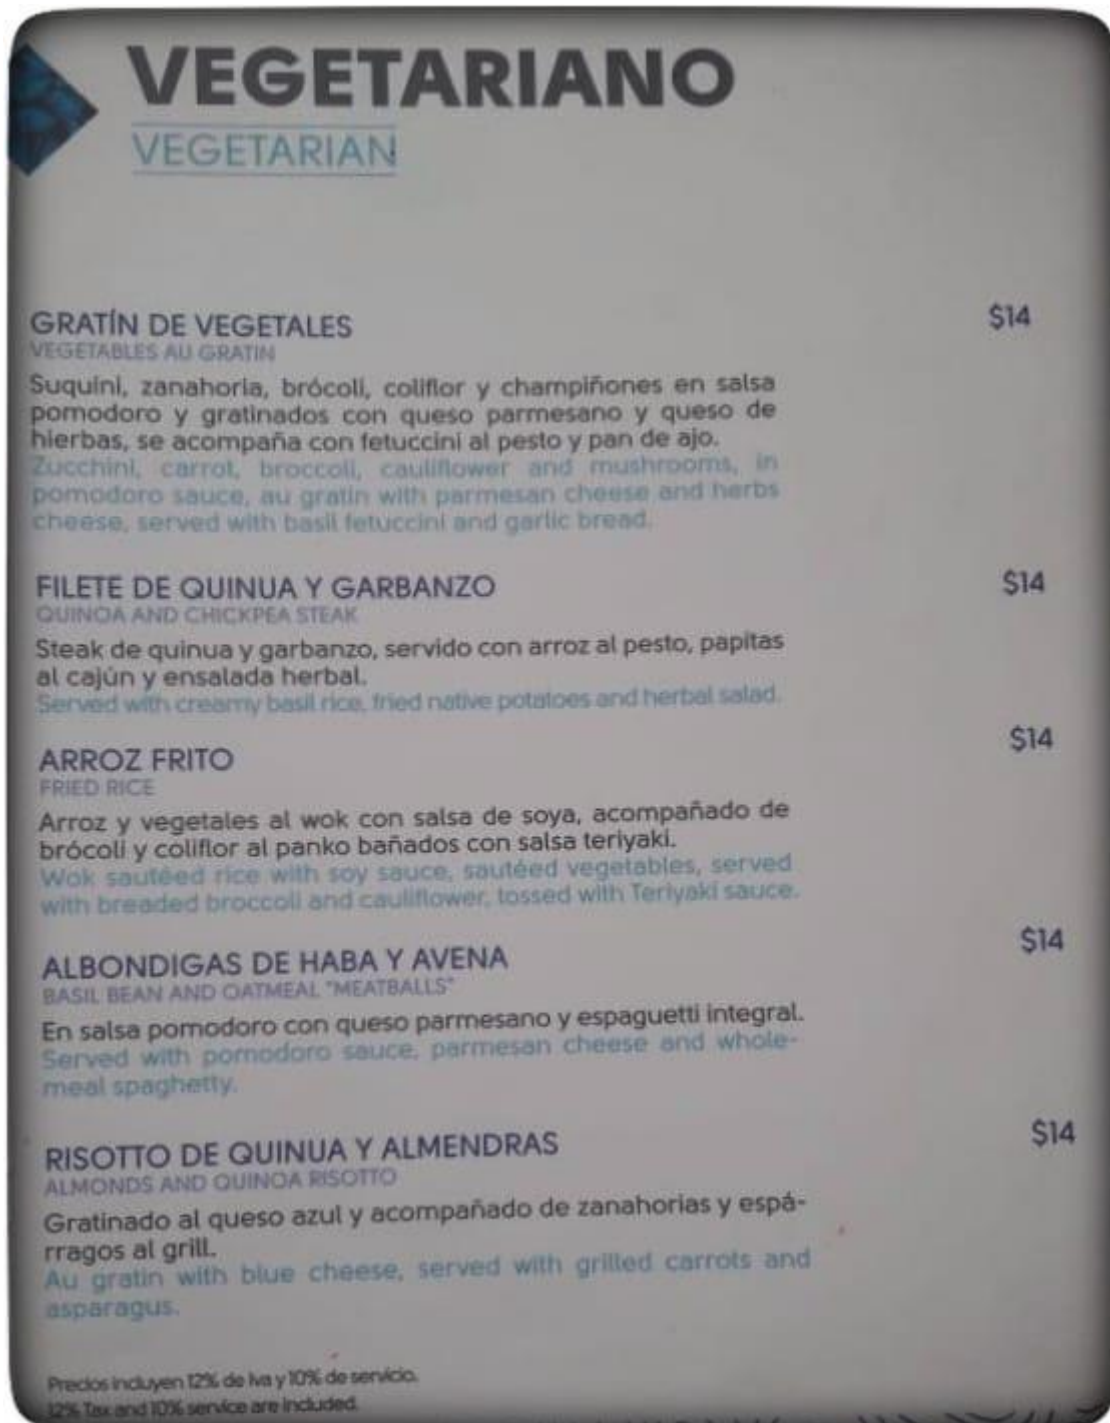 VEGETARIANO
VEGETARIAN
GRATÍN DE VEGETALES $14
VEGETABLES AU GRATIN
Suquini, zanahoria, brócoli, coliflor y champiñones en salsa
pomodoro y gratinados con queso parmesano y queso de
hierbas, se acompaña con fetuccini al pesto y pan de ajo.
Zucchini, carrot, broccoli, cauliflower and mushrooms, in
pomodoro sauce, au gratin with parmesan cheese and herbs
cheese, served with basil fetuccini and garlic bread.
FILETE DE QUINUA Y GARBANZO $14
QUINOA AND CHICKPEA STEAK
Steak de quinua y garbanzo, servido con arroz al pesto, papitas
al cajún y ensalada herbal.
Served with creamy basil rice, fried native potatoes and herbal salad.
ARROZ FRITO $14
FRIED RICE
Arroz y vegetales al wok con salsa de soya, acompañado de
brócoli y coliflor al panko bañados con salsa teriyaki.
Wok sautéed rice with soy sauce, sautéed vegetables, served
with breaded broccoli and cauliflower, tossed with Teriyaki sauce.
ALBONDIGAS DE HABA Y AVENA $14
BASIL BEAN AND OATMEAL "MEATBALLS"
En salsa pomodoro con queso parmesano y espaguetti integral.
Served with pomodoro sauce, parmesan cheese and whole-
meal spaghetty.
RISOTTO DE QUINUA Y ALMENDRAS $14
ALMONDS AND QUINOA RISOTTO
Gratinado al queso azul y acompañado de zanahorias y espá-
rragos al grill.
Au gratin with blue cheese, served with grilled carrots and
asparagus.
Precios incluyen 12% de Iva y 10% de servicio.
12% Tax and 10% service are included.